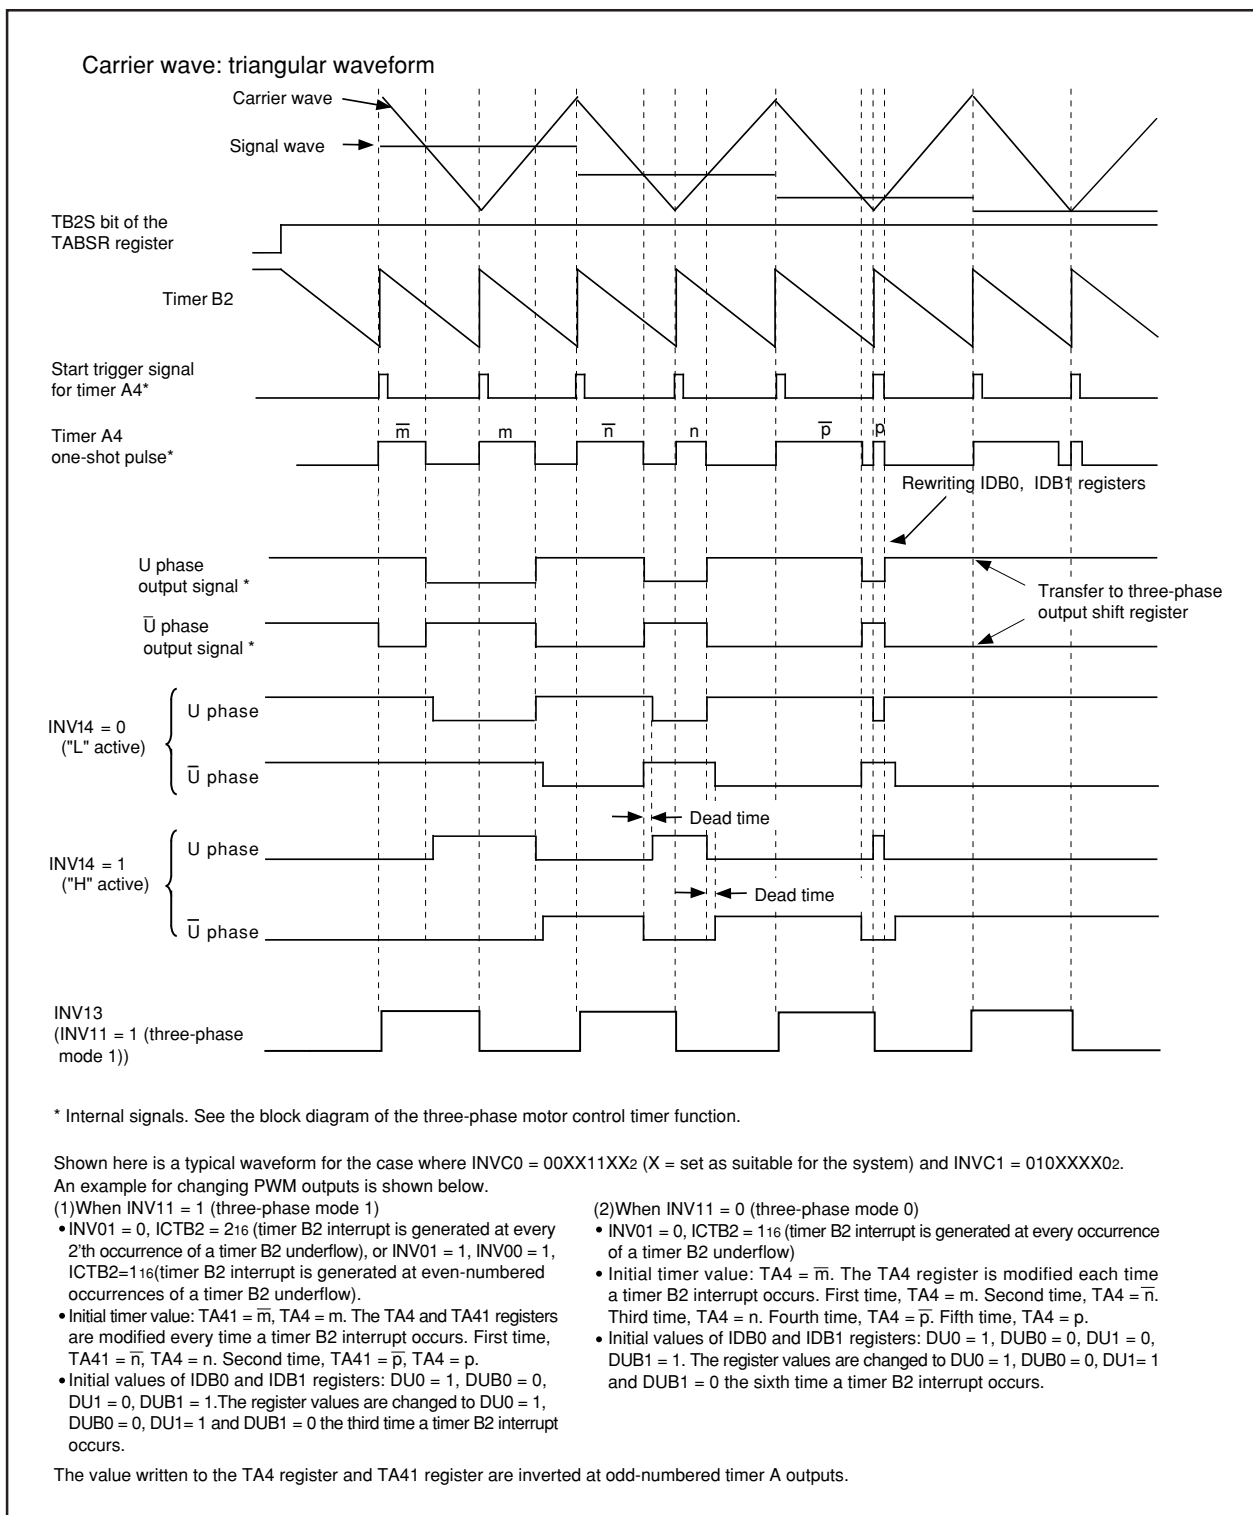 Carrier wave: triangular waveform
Carrier wave
Signal wave
TB2S bit of the
TABSR register
Timer B2
Start trigger signal
for timer A4*
Timer A4
one-shot pulse*
m̅
m
n̅
n
p̅
p
Rewriting IDB0, IDB1 registers
U phase
output signal *
Transfer to three-phase
output shift register
U̅ phase
output signal *
INV14 = 0
("L" active)
U phase
U̅ phase
Dead time
INV14 = 1
("H" active)
U phase
Dead time
U̅ phase
INV13
(INV11 = 1 (three-phase
mode 1))
* Internal signals. See the block diagram of the three-phase motor control timer function.
Shown here is a typical waveform for the case where INVC0 = 00XX11XX2 (X = set as suitable for the system) and INVC1 = 010XXXX02.
An example for changing PWM outputs is shown below.
(1)When INV11 = 1 (three-phase mode 1)
• INV01 = 0, ICTB2 = 216 (timer B2 interrupt is generated at every
2'th occurrence of a timer B2 underflow), or INV01 = 1, INV00 = 1,
ICTB2=116(timer B2 interrupt is generated at even-numbered
occurrences of a timer B2 underflow).
• Initial timer value: TA41 = m̅, TA4 = m. The TA4 and TA41 registers
are modified every time a timer B2 interrupt occurs. First time,
TA41 = n̅, TA4 = n. Second time, TA41 = p̅, TA4 = p.
• Initial values of IDB0 and IDB1 registers: DU0 = 1, DUB0 = 0,
DU1 = 0, DUB1 = 1.The register values are changed to DU0 = 1,
DUB0 = 0, DU1= 1 and DUB1 = 0 the third time a timer B2 interrupt
occurs.
(2)When INV11 = 0 (three-phase mode 0)
• INV01 = 0, ICTB2 = 116 (timer B2 interrupt is generated at every occurrence
of a timer B2 underflow)
• Initial timer value: TA4 = m̅. The TA4 register is modified each time
a timer B2 interrupt occurs. First time, TA4 = m. Second time, TA4 = n̅.
Third time, TA4 = n. Fourth time, TA4 = p̅. Fifth time, TA4 = p.
• Initial values of IDB0 and IDB1 registers: DU0 = 1, DUB0 = 0, DU1 = 0,
DUB1 = 1. The register values are changed to DU0 = 1, DUB0 = 0, DU1= 1
and DUB1 = 0 the sixth time a timer B2 interrupt occurs.
The value written to the TA4 register and TA41 register are inverted at odd-numbered timer A outputs.